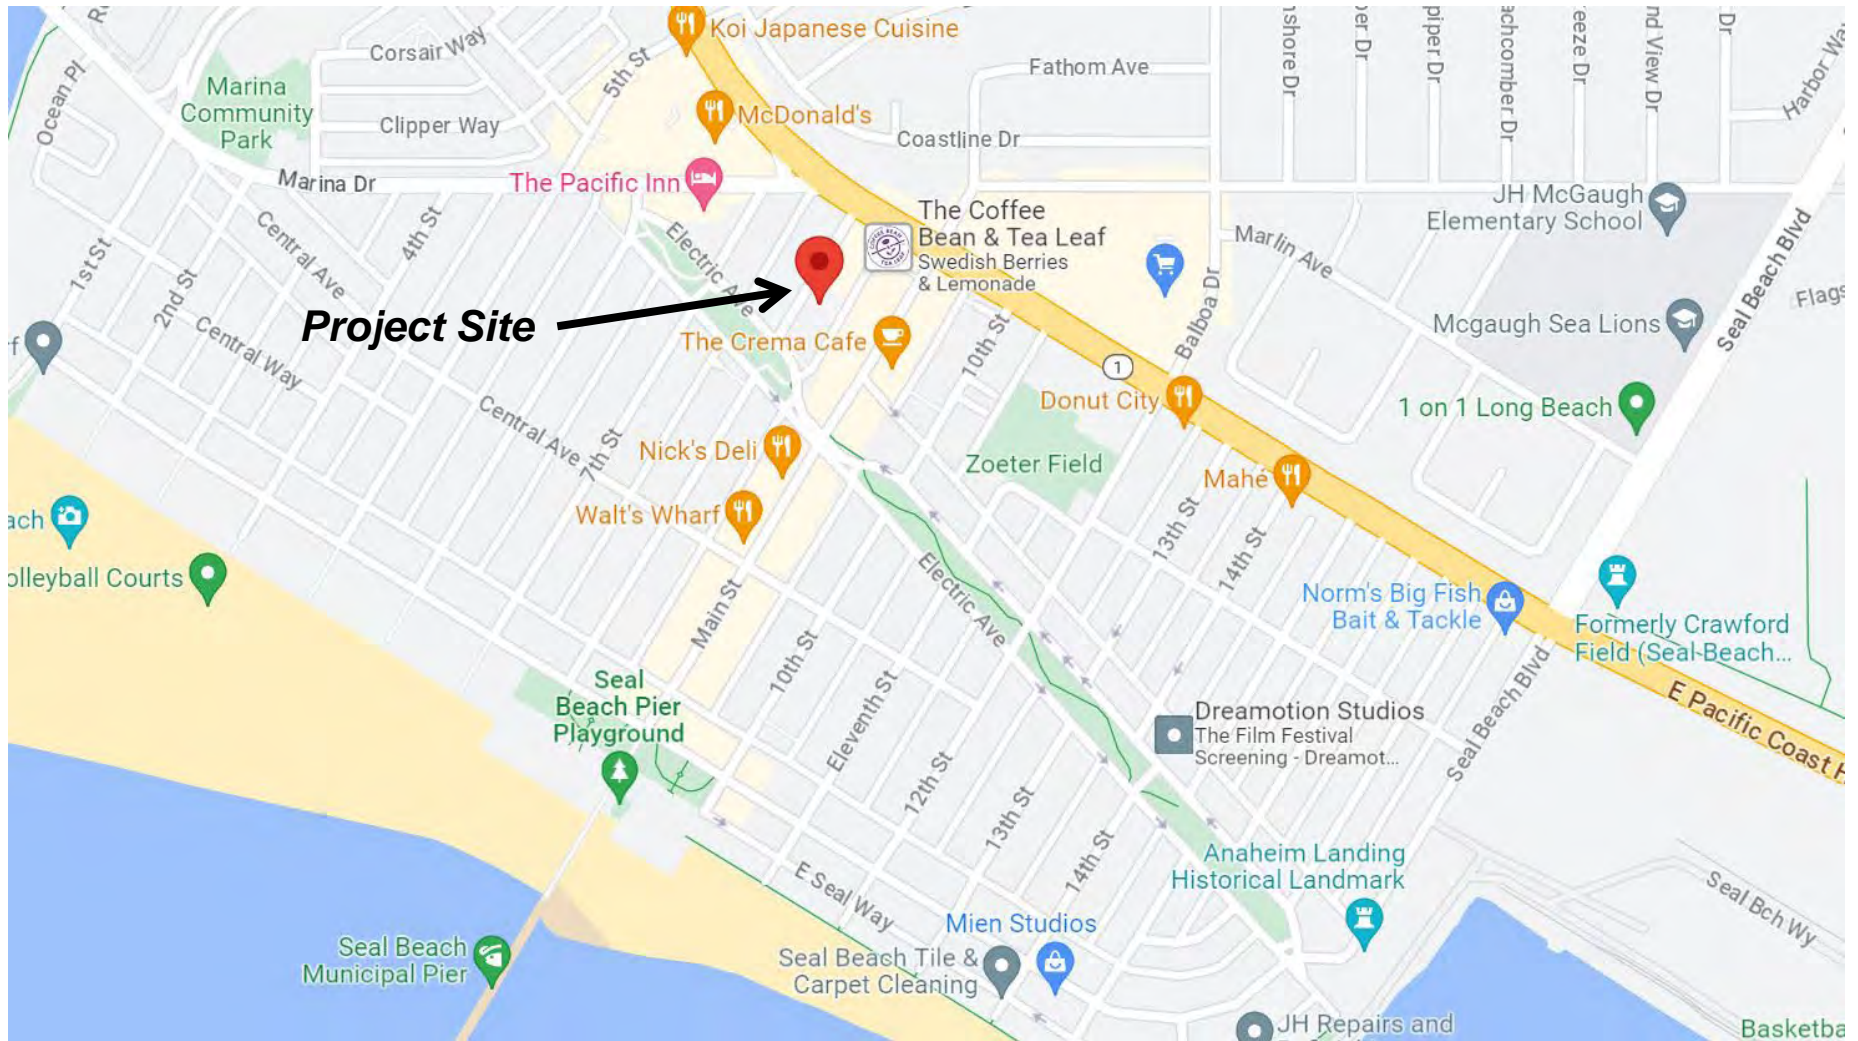 Koi Japanese Cuisine
Corsair Way
5th St
Fathom Ave
Ocean Pl
Marina
Community
Park
McDonald's
Clipper Way
Coastline Dr
Harbor
Marina Dr
The Pacific Inn
JH McGaugh
Elementary School
The Coffee
Bean & Tea Leaf
Swedish Berries
& Lemonade
Marlin Ave
Central Ave
4th St
1st St
2nd St
Electric Ave
Balboa Dr
Seal Beach Blvd
Project Site
Mcgaugh Sea Lions
The Crema Cafe
10th St
Central Way
1
Donut City
1 on 1 Long Beach
Central Ave
7th St
Nick's Deli
Zoeter Field
Mahé
Walt's Wharf
13th St
14th St
olleyball Courts
Electric Ave
Main St
Norm's Big Fish
Bait & Tackle
Formerly Crawford
Field (Seal Beach...
10th St
Seal
Beach Pier
Playground
Eleventh St
Seal Beach Blvd
E Pacific Coast H
Dreamotion Studios
The Film Festival
Screening - Dreamot...
12th St
13th St
14th St
Anaheim Landing
Historical Landmark
E Seal Way
Seal Bch Wy
Mien Studios
Seal Beach
Municipal Pier
Seal Beach Tile &
Carpet Cleaning
JH Repairs and
Basketba